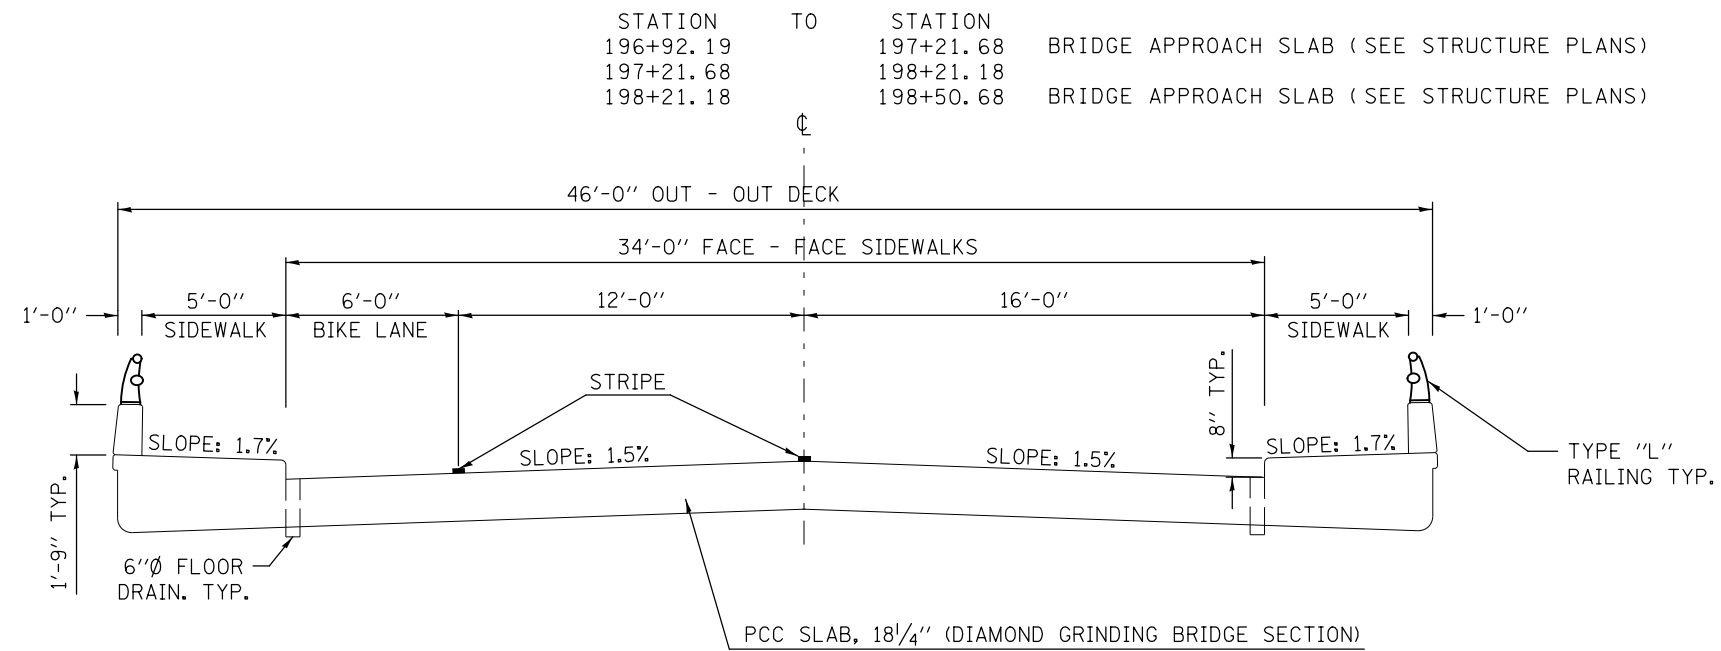 STATION TO STATION
196+92.19 197+21.68 BRIDGE APPROACH SLAB (SEE STRUCTURE PLANS)
197+21.68 198+21.18
198+21.18 198+50.68 BRIDGE APPROACH SLAB (SEE STRUCTURE PLANS)
℄
46'-0" OUT - OUT DECK
34'-0" FACE - FACE SIDEWALKS
1'-0" 5'-0" 6'-0" 12'-0" 16'-0" 5'-0" 1'-0"
SIDEWALK BIKE LANE SIDEWALK
STRIPE
8" TYP.
SLOPE: 1.7% SLOPE: 1.5% SLOPE: 1.5% SLOPE: 1.7%
TYPE "L"
RAILING TYP.
1'-9" TYP.
6"Ø FLOOR
DRAIN. TYP.
PCC SLAB, 18 1/4" (DIAMOND GRINDING BRIDGE SECTION)